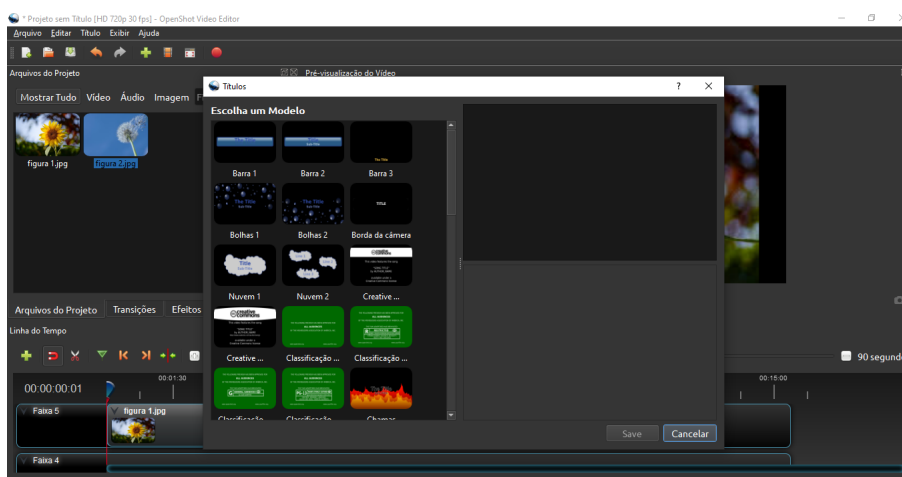 * Projeto sem Título [HD 720p 30 fps] - OpenShot Video Editor
Arquivo Editar Título Exibir Ajuda
Arquivos do Projeto
Pré-visualização do Vídeo
Mostrar Tudo Vídeo Áudio Imagem F
figura 1.jpg figura 2.jpg
Títulos
Escolha um Modelo
Barra 1 Barra 2 Barra 3
Bolhas 1 Bolhas 2 Borda da câmera
Nuvem 1 Nuvem 2 Creative ...
Creative ... Classificação ... Classificação ...
Classificação Classificação Chamas
Save Cancelar
Arquivos do Projeto Transições Efeitos
Linha do Tempo
90 segund
00:00:00:01
00:01:30
00:15:00
Faixa 5
figura 1.jpg
Faixa 4